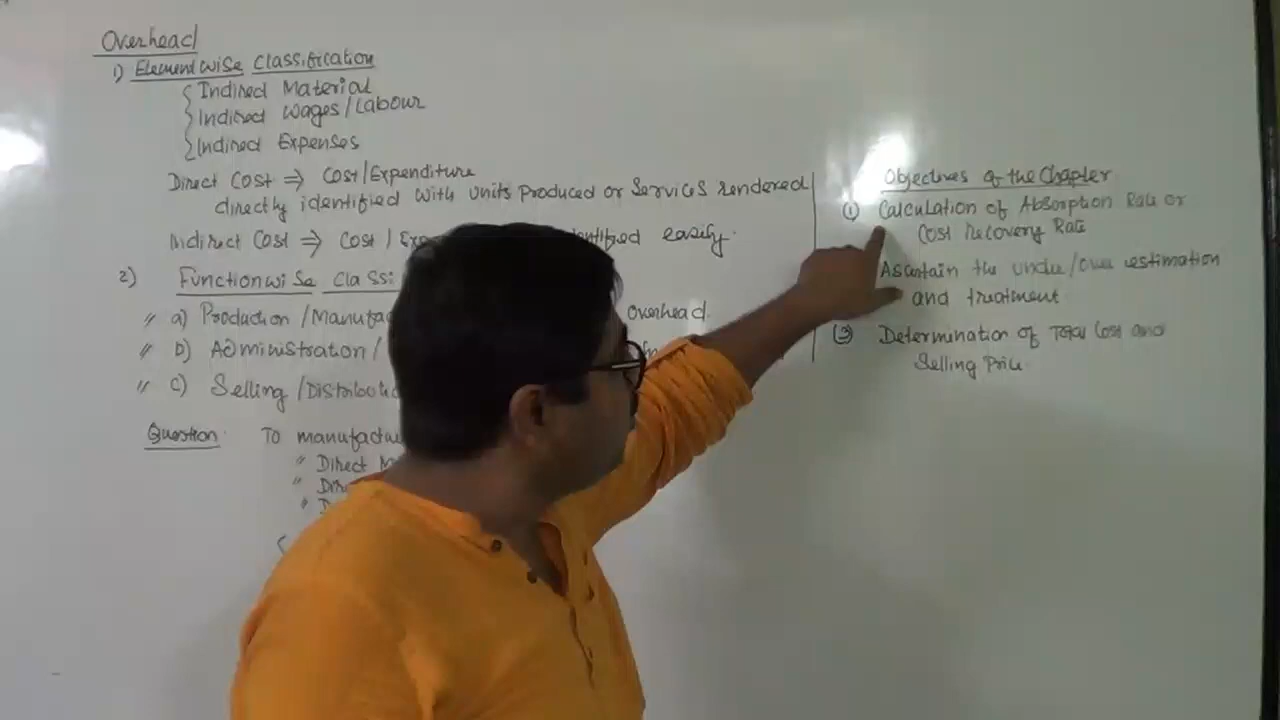 Overhead
1) Elementwise Classification
Indirect Material
Indirect Wages/Labour
Indirect Expenses
Direct Cost ⇒ Cost/Expenditure
directly identified with units produced or services rendered
Indirect Cost ⇒ Cost/ identified easily.
2) Functionwise Classi
" a) Production/Manufac overhead.
" b) Administration/
" c) Selling/Distributio
Question: To manufactu
" Direct M
" Dir
" D
Objectives of the Chapter
① Calculation of Absorption Rate or
Cost Recovery Rate
Ascertain the under/over estimation
and treatment
③ Determination of Total Cost and
Selling Price.